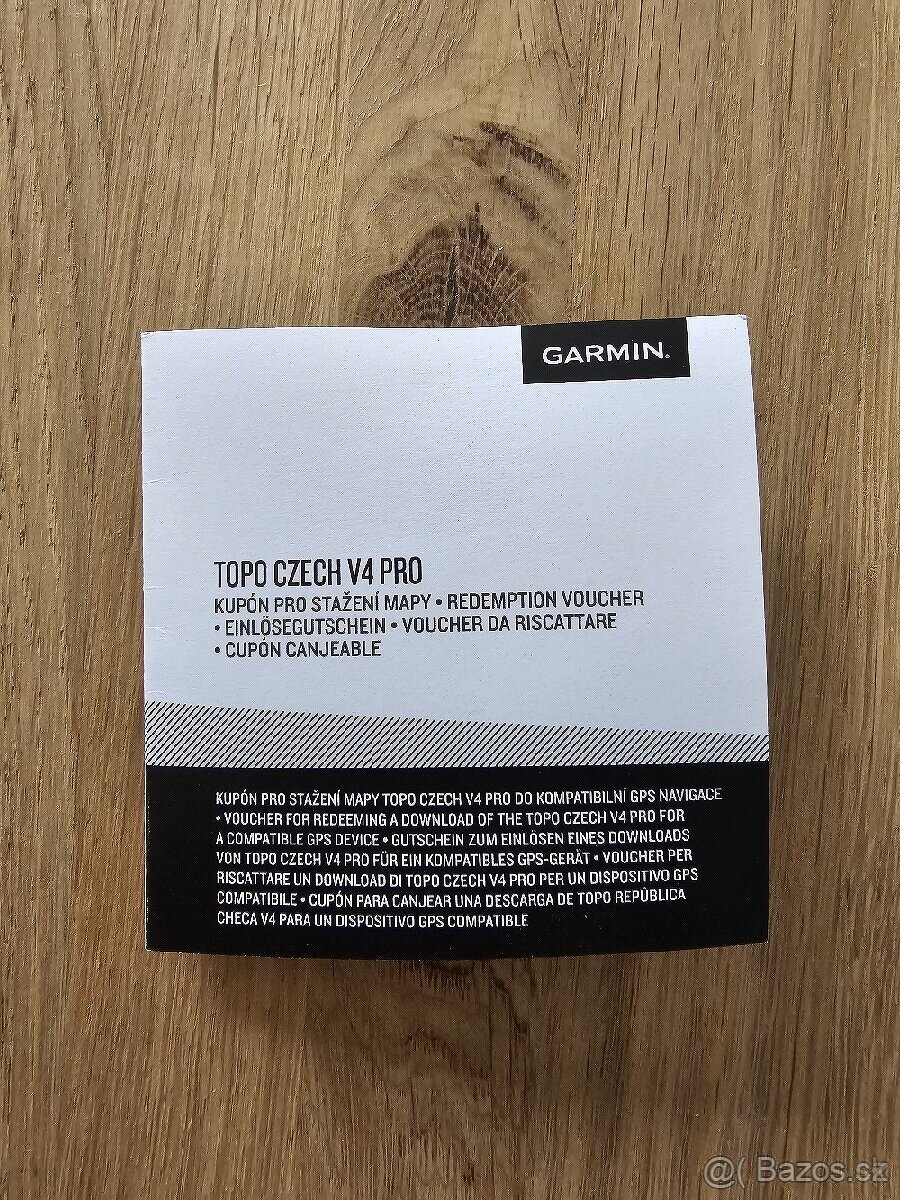 GARMIN.
TOPO CZECH V4 PRO
KUPÓN PRO STAŽENÍ MAPY • REDEMPTION VOUCHER
• EINLÖSEGUTSCHEIN • VOUCHER DA RISCATTARE
• CUPÓN CANJEABLE
KUPÓN PRO STAŽENÍ MAPY TOPO CZECH V4 PRO DO KOMPATIBILNÍ GPS NAVIGACE
• VOUCHER FOR REDEEMING A DOWNLOAD OF THE TOPO CZECH V4 PRO FOR
A COMPATIBLE GPS DEVICE • GUTSCHEIN ZUM EINLÖSEN EINES DOWNLOADS
VON TOPO CZECH V4 PRO FÜR EIN KOMPATIBLES GPS-GERÄT • VOUCHER PER
RISCATTARE UN DOWNLOAD DI TOPO CZECH V4 PRO PER UN DISPOSITIVO GPS
COMPATIBILE • CUPÓN PARA CANJEAR UNA DESCARGA DE TOPO REPÚBLICA
CHECA V4 PARA UN DISPOSITIVO GPS COMPATIBLE
@( Bazos.sk